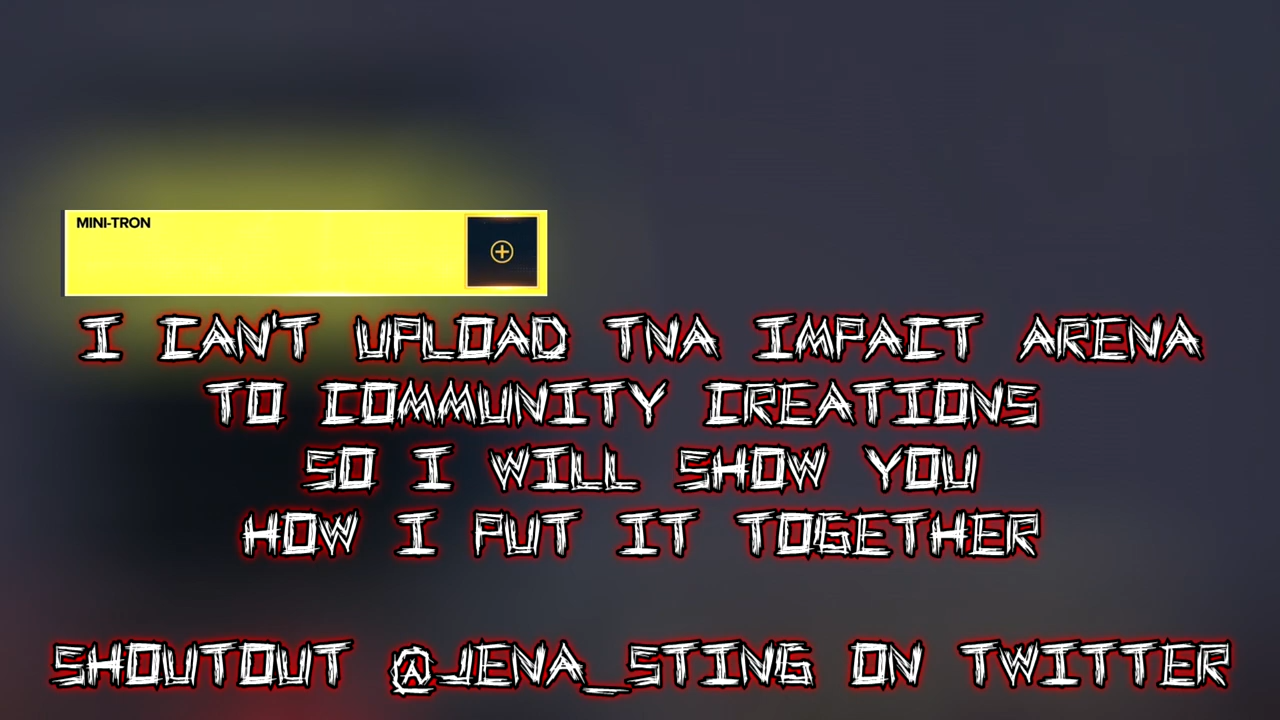 MINI-TRON
I CAN'T UPLOAD TNA IMPACT ARENA
TO COMMUNITY CREATIONS
SO I WILL SHOW YOU
HOW I PUT IT TOGETHER
SHOUTOUT @JENA_STING ON TWITTER